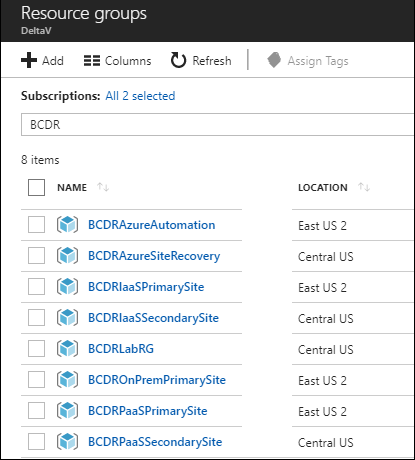 Resource groups
DeltaV
Add Columns Refresh Assign Tags
Subscriptions: All 2 selected
BCDR
8 items
NAME LOCATION
BCDRAzureAutomation East US 2
BCDRAzureSiteRecovery Central US
BCDRIaaSPrimarySite East US 2
BCDRIaaSSecondarySite Central US
BCDRLabRG Central US
BCDROnPremPrimarySite East US 2
BCDRPaaSPrimarySite East US 2
BCDRPaaSSecondarySite Central US